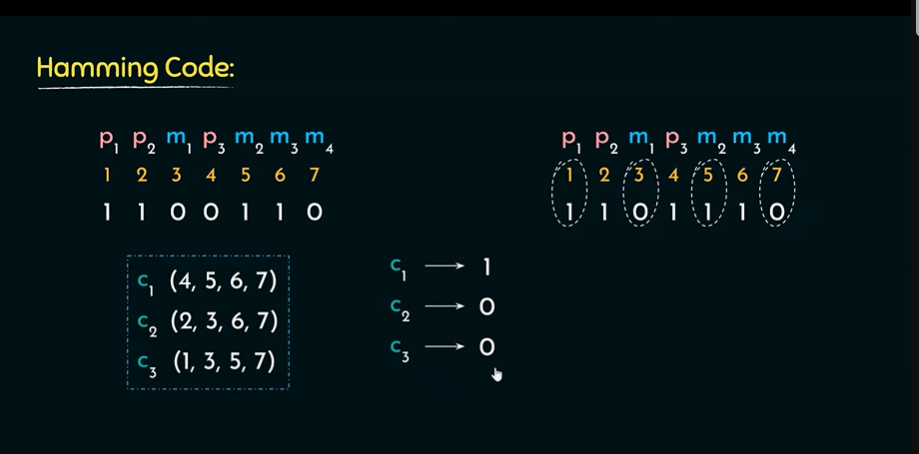 Hamming Code:
p₁ p₂ m₁ p₃ m₂ m₃ m₄
1 2 3 4 5 6 7
1 1 0 0 1 1 0
p₁ p₂ m₁ p₃ m₂ m₃ m₄
1 2 3 4 5 6 7
1 1 0 1 1 1 0
c₁ (4, 5, 6, 7)
c₂ (2, 3, 6, 7)
c₃ (1, 3, 5, 7)
c₁ → 1
c₂ → 0
c₃ → 0